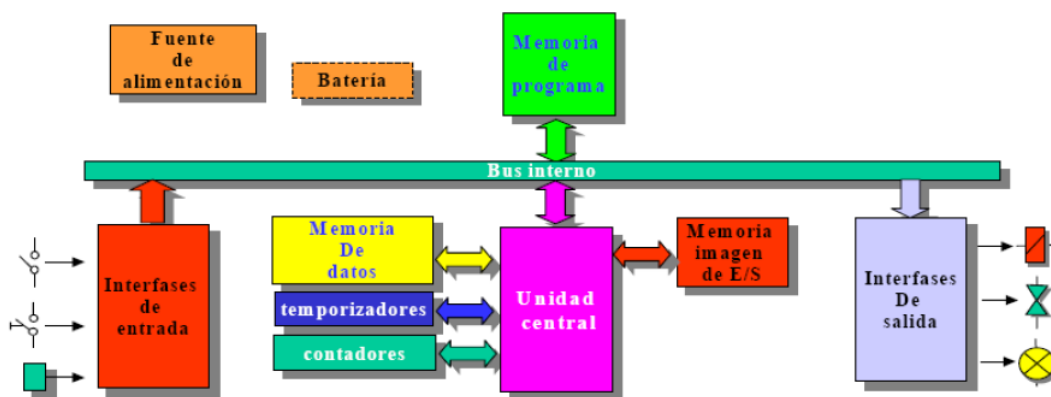 Fuente
de
alimentación
Batería
Memoria
de
programa
Bus interno
Interfases
de
entrada
Memoria
De
datos
temporizadores
contadores
Unidad
central
Memoria
imagen
de E/S
Interfases
De
salida